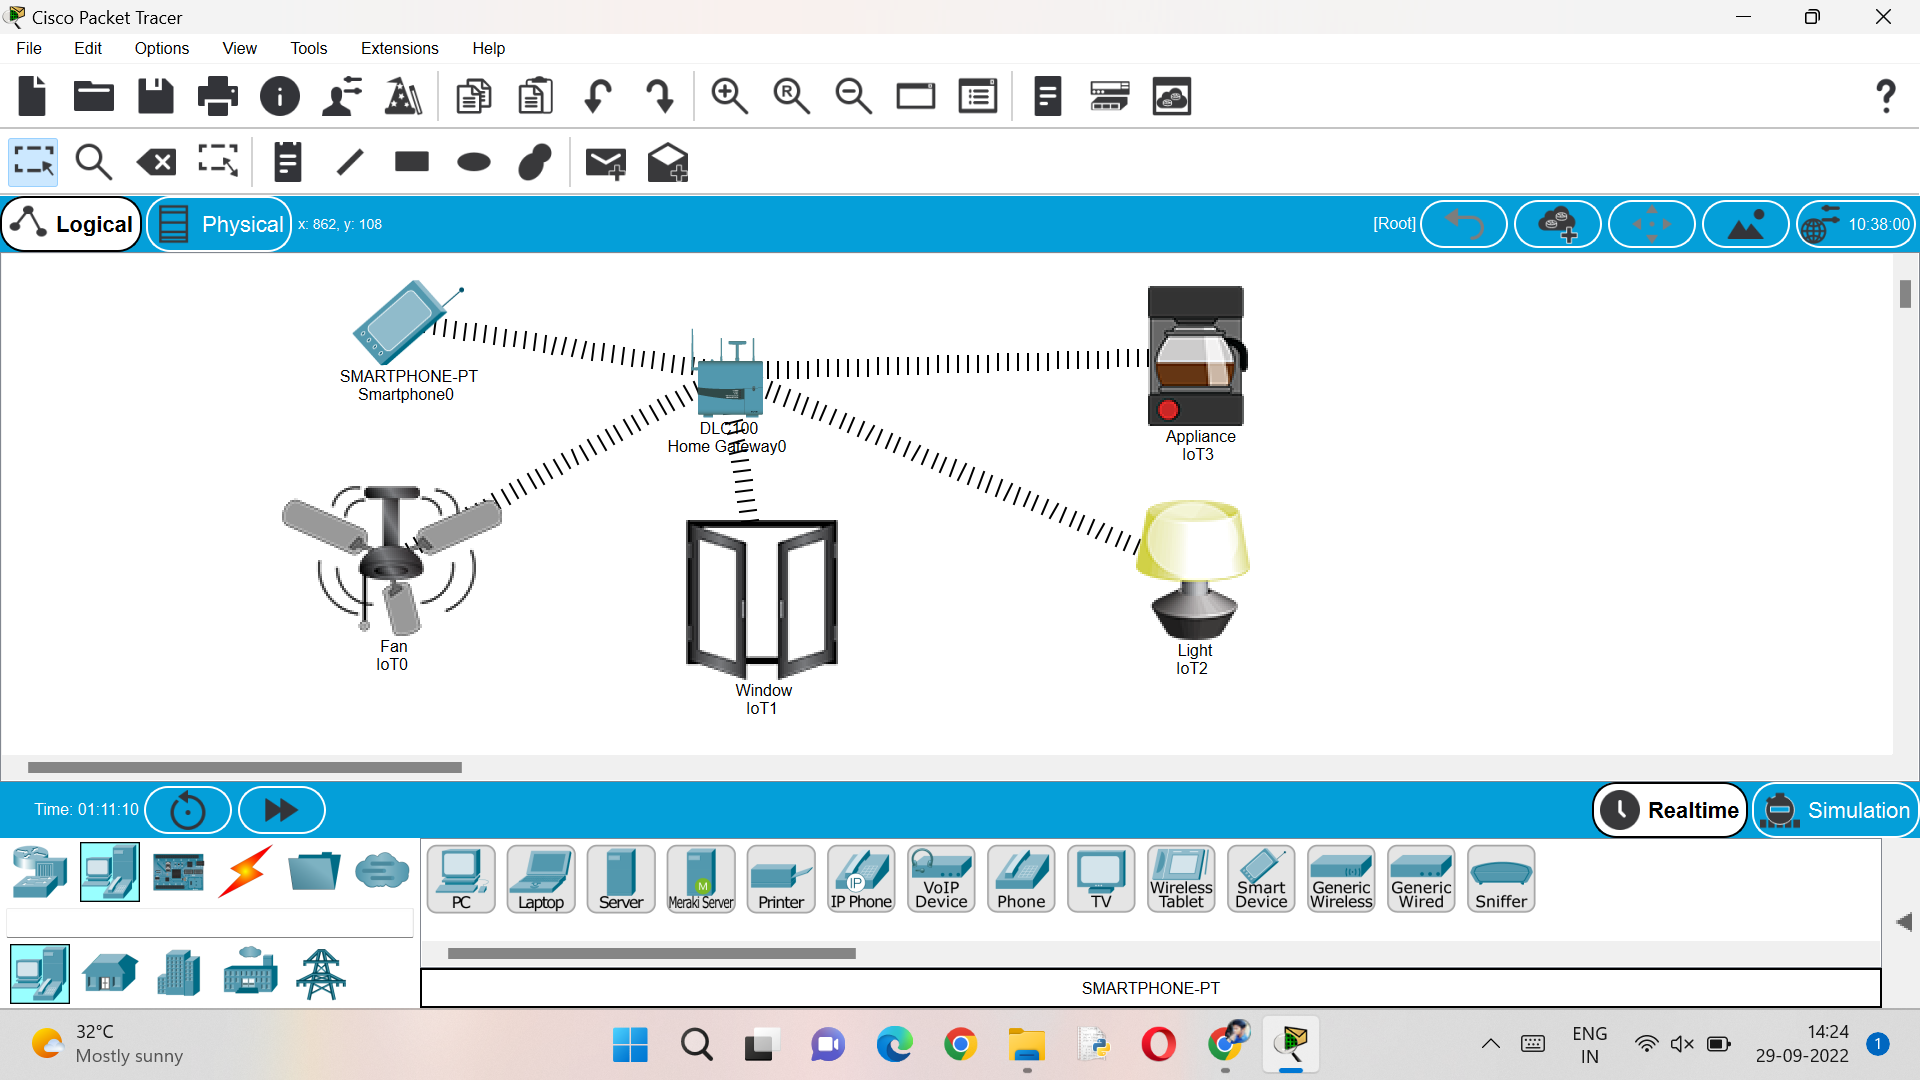 Cisco Packet Tracer
File Edit Options View Tools Extensions Help
Logical Physical x: 862, y: 108 [Root] 10:38:00
SMARTPHONE-PT
Smartphone0
DLC100
Home Gateway0
Appliance
IoT3
Fan
IoT0
Window
IoT1
Light
IoT2
Time: 01:11:10 Realtime Simulation
PC
Laptop
Server
M
Meraki Server
Printer
IP
IP Phone
VoIP
Device
Phone
TV
Wireless
Tablet
Smart
Device
Generic
Wireless
Generic
Wired
Sniffer
SMARTPHONE-PT
32°C
Mostly sunny
ENG
IN
14:24
29-09-2022
1